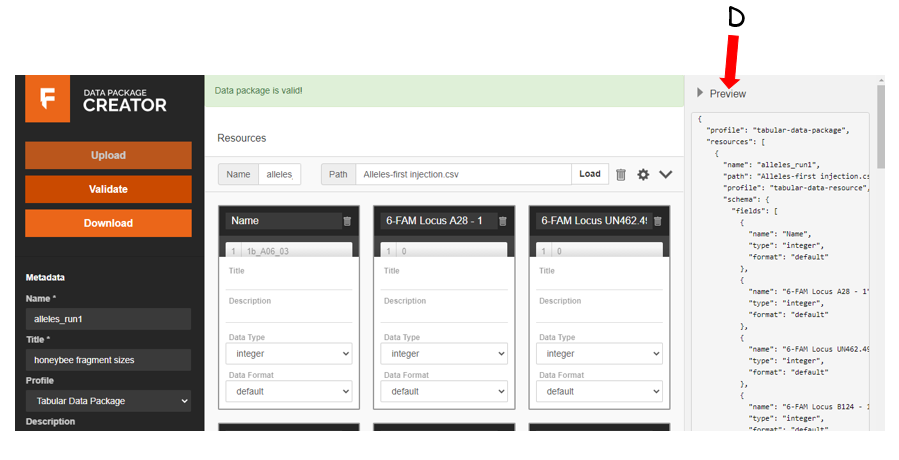 D
DATA PACKAGE
CREATOR
Upload
Validate
Download
Metadata
Name *
alleles_run1
Title *
honeybee fragment sizes
Profile
Tabular Data Package
Description
Data package is valid!
Resources
Name alleles Path Alleles-first injection.csv Load
Name
1 1b_A06_03
Title
Description
Data Type
integer
Data Format
default
6-FAM Locus A28 - 1
1 0
Title
Description
Data Type
integer
Data Format
default
6-FAM Locus UN462.49
1 0
Title
Description
Data Type
integer
Data Format
default
Preview
{
"profile": "tabular-data-package",
"resources": [
{
"name": "alleles_run1",
"path": "Alleles-first injection.cs
"profile": "tabular-data-resource",
"schema": {
"fields": [
{
"name": "Name",
"type": "integer",
"format": "default"
},
{
"name": "6-FAM Locus A28 - 1"
"type": "integer",
"format": "default"
},
{
"name": "6-FAM Locus UN462.49
"type": "integer",
"format": "default"
},
{
"name": "6-FAM Locus B124 - 1
"type": "integer",
"format": "default"